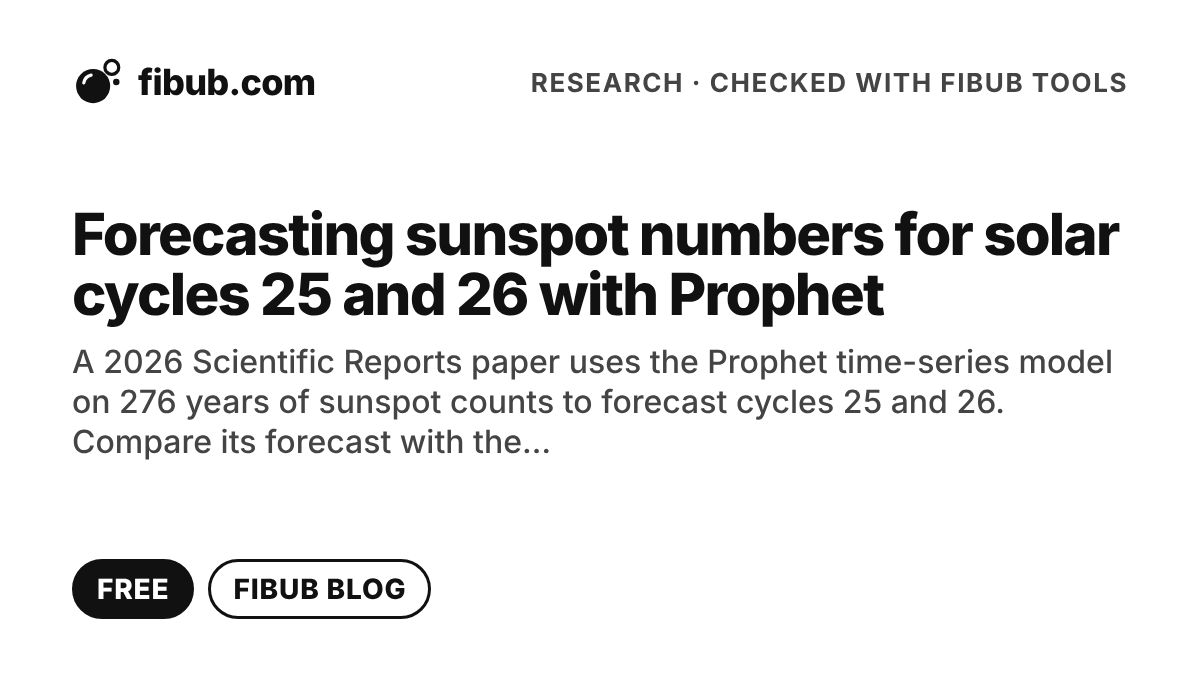 fibub.com
RESEARCH · CHECKED WITH FIBUB TOOLS
Forecasting sunspot numbers for solar
cycles 25 and 26 with Prophet
A 2026 Scientific Reports paper uses the Prophet time-series model
on 276 years of sunspot counts to forecast cycles 25 and 26.
Compare its forecast with the...
FREE
FIBUB BLOG